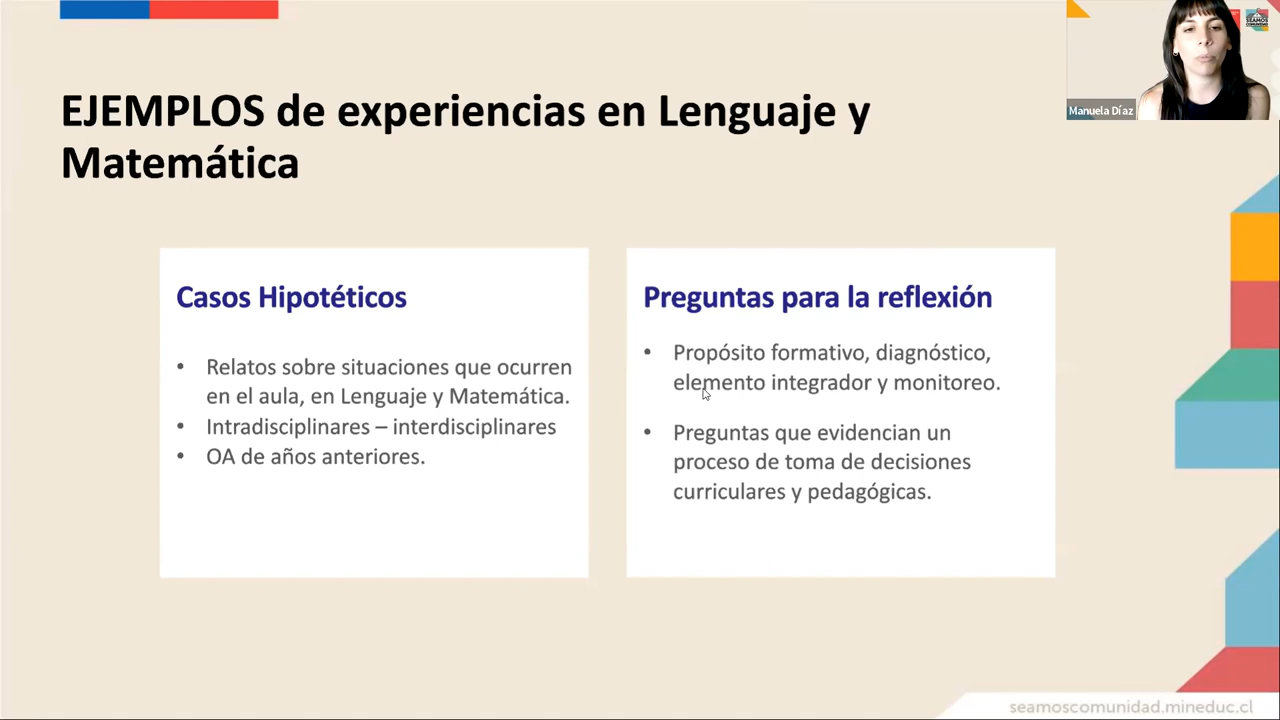 EJEMPLOS de experiencias en Lenguaje y
Matemática
Casos Hipotéticos
• Relatos sobre situaciones que ocurren
en el aula, en Lenguaje y Matemática.
• Intradisciplinares – interdisciplinares
• OA de años anteriores.
Preguntas para la reflexión
• Propósito formativo, diagnóstico,
elemento integrador y monitoreo.
• Preguntas que evidencian un
proceso de toma de decisiones
curriculares y pedagógicas.
Manuela Díaz
SEAMOS
COMUNIDAD
seamoscomunidad.mineduc.cl